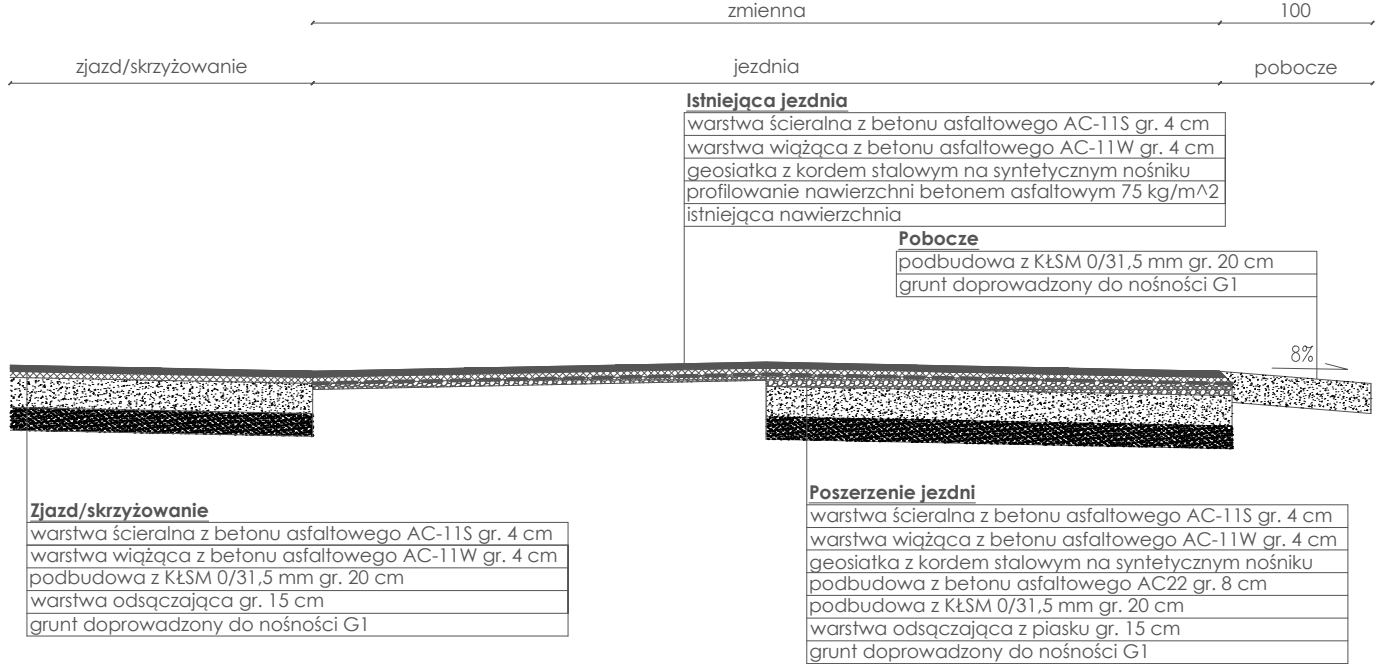 zmienna
100
zjazd/skrzyżowanie
jezdnia
pobocze
Istniejąca jezdnia
warstwa ścieralna z betonu asfaltowego AC-11S gr. 4 cm
warstwa wiążąca z betonu asfaltowego AC-11W gr. 4 cm
geosiatka z kordem stalowym na syntetycznym nośniku
profilowanie nawierzchni betonem asfaltowym 75 kg/m^2
istniejąca nawierzchnia
Pobocze
podbudowa z KŁSM 0/31,5 mm gr. 20 cm
grunt doprowadzony do nośności G1
8%
Zjazd/skrzyżowanie
warstwa ścieralna z betonu asfaltowego AC-11S gr. 4 cm
warstwa wiążąca z betonu asfaltowego AC-11W gr. 4 cm
podbudowa z KŁSM 0/31,5 mm gr. 20 cm
warstwa odsączająca gr. 15 cm
grunt doprowadzony do nośności G1
Poszerzenie jezdni
warstwa ścieralna z betonu asfaltowego AC-11S gr. 4 cm
warstwa wiążąca z betonu asfaltowego AC-11W gr. 4 cm
geosiatka z kordem stalowym na syntetycznym nośniku
podbudowa z betonu asfaltowego AC22 gr. 8 cm
podbudowa z KŁSM 0/31,5 mm gr. 20 cm
warstwa odsączająca z piasku gr. 15 cm
grunt doprowadzony do nośności G1